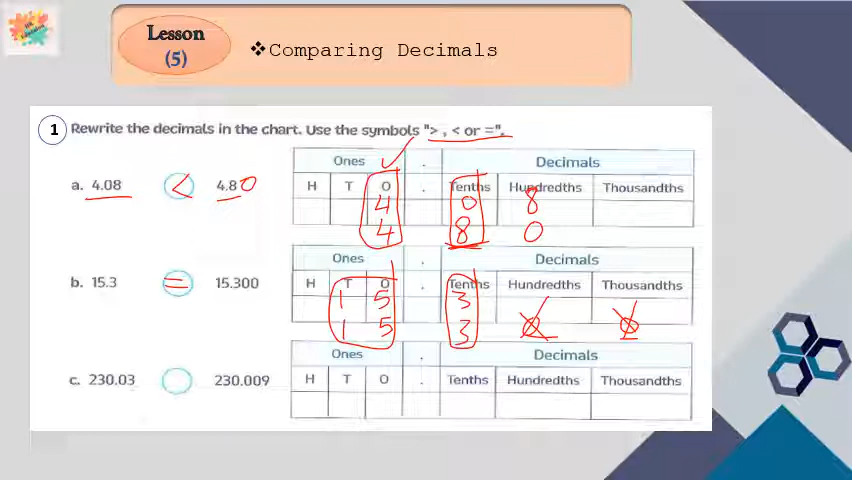 Lesson
(5)
❖Comparing Decimals
1 Rewrite the decimals in the chart. Use the symbols "> , < or =".
Ones . Decimals
a. 4.08 < 4.80 H T O . Tenths Hundredths Thousandths
4 0 8
4 8 0
Ones . Decimals
b. 15.3 = 15.300 H T O . Tenths Hundredths Thousandths
1 5 3
1 5 3 0 0
Ones . Decimals
c. 230.03 230.009 H T O . Tenths Hundredths Thousandths